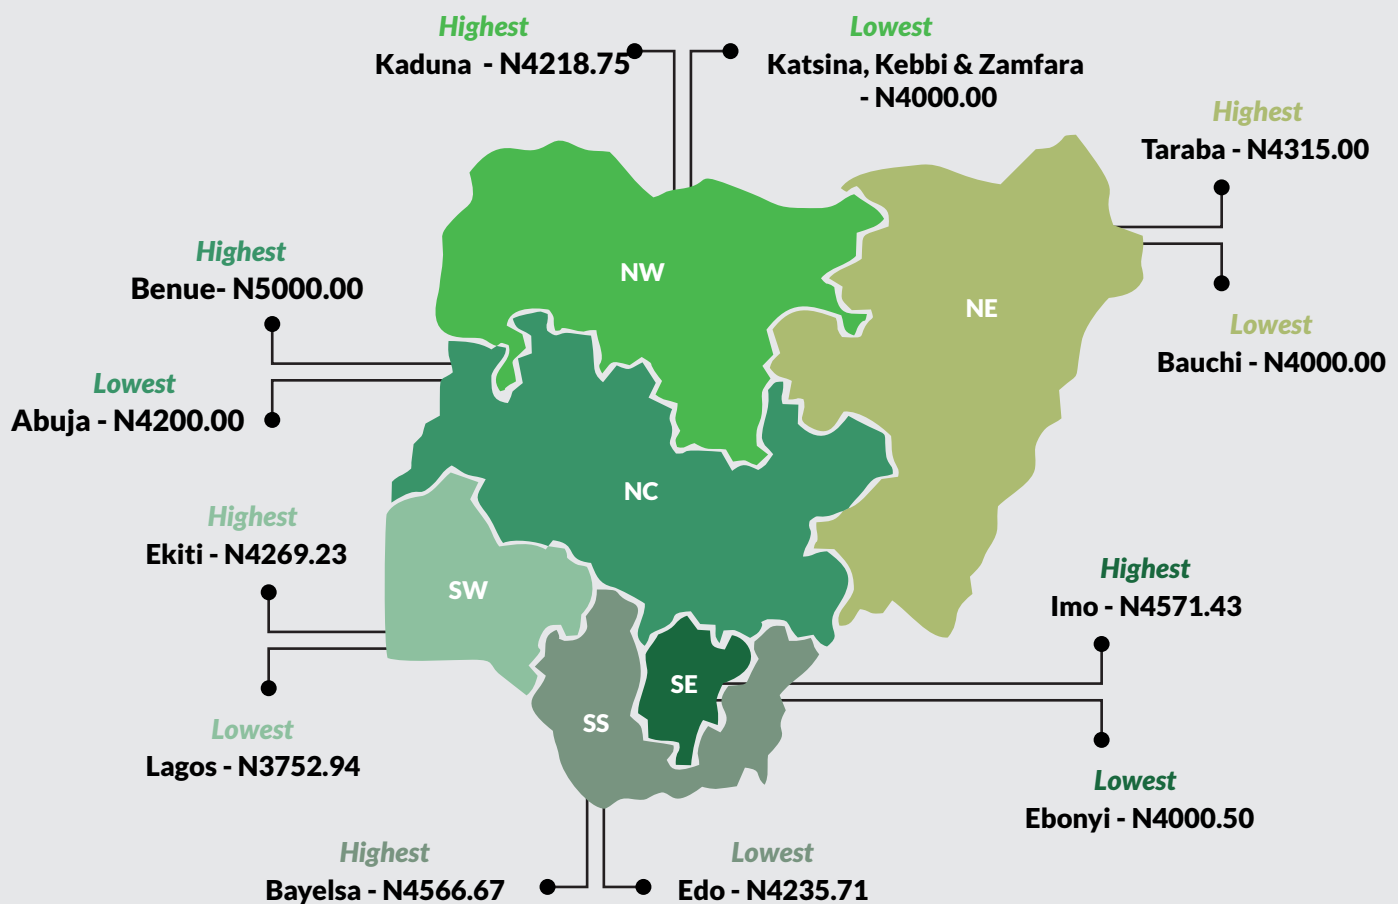 Highest
Kaduna - N4218.75
Lowest
Katsina, Kebbi & Zamfara
- N4000.00
Highest
Taraba - N4315.00
Lowest
Bauchi - N4000.00
Highest
Benue- N5000.00
Lowest
Abuja - N4200.00
NW
NE
NC
SW
SE
SS
Highest
Ekiti - N4269.23
Lowest
Lagos - N3752.94
Highest
Imo - N4571.43
Lowest
Ebonyi - N4000.50
Highest
Bayelsa - N4566.67
Lowest
Edo - N4235.71